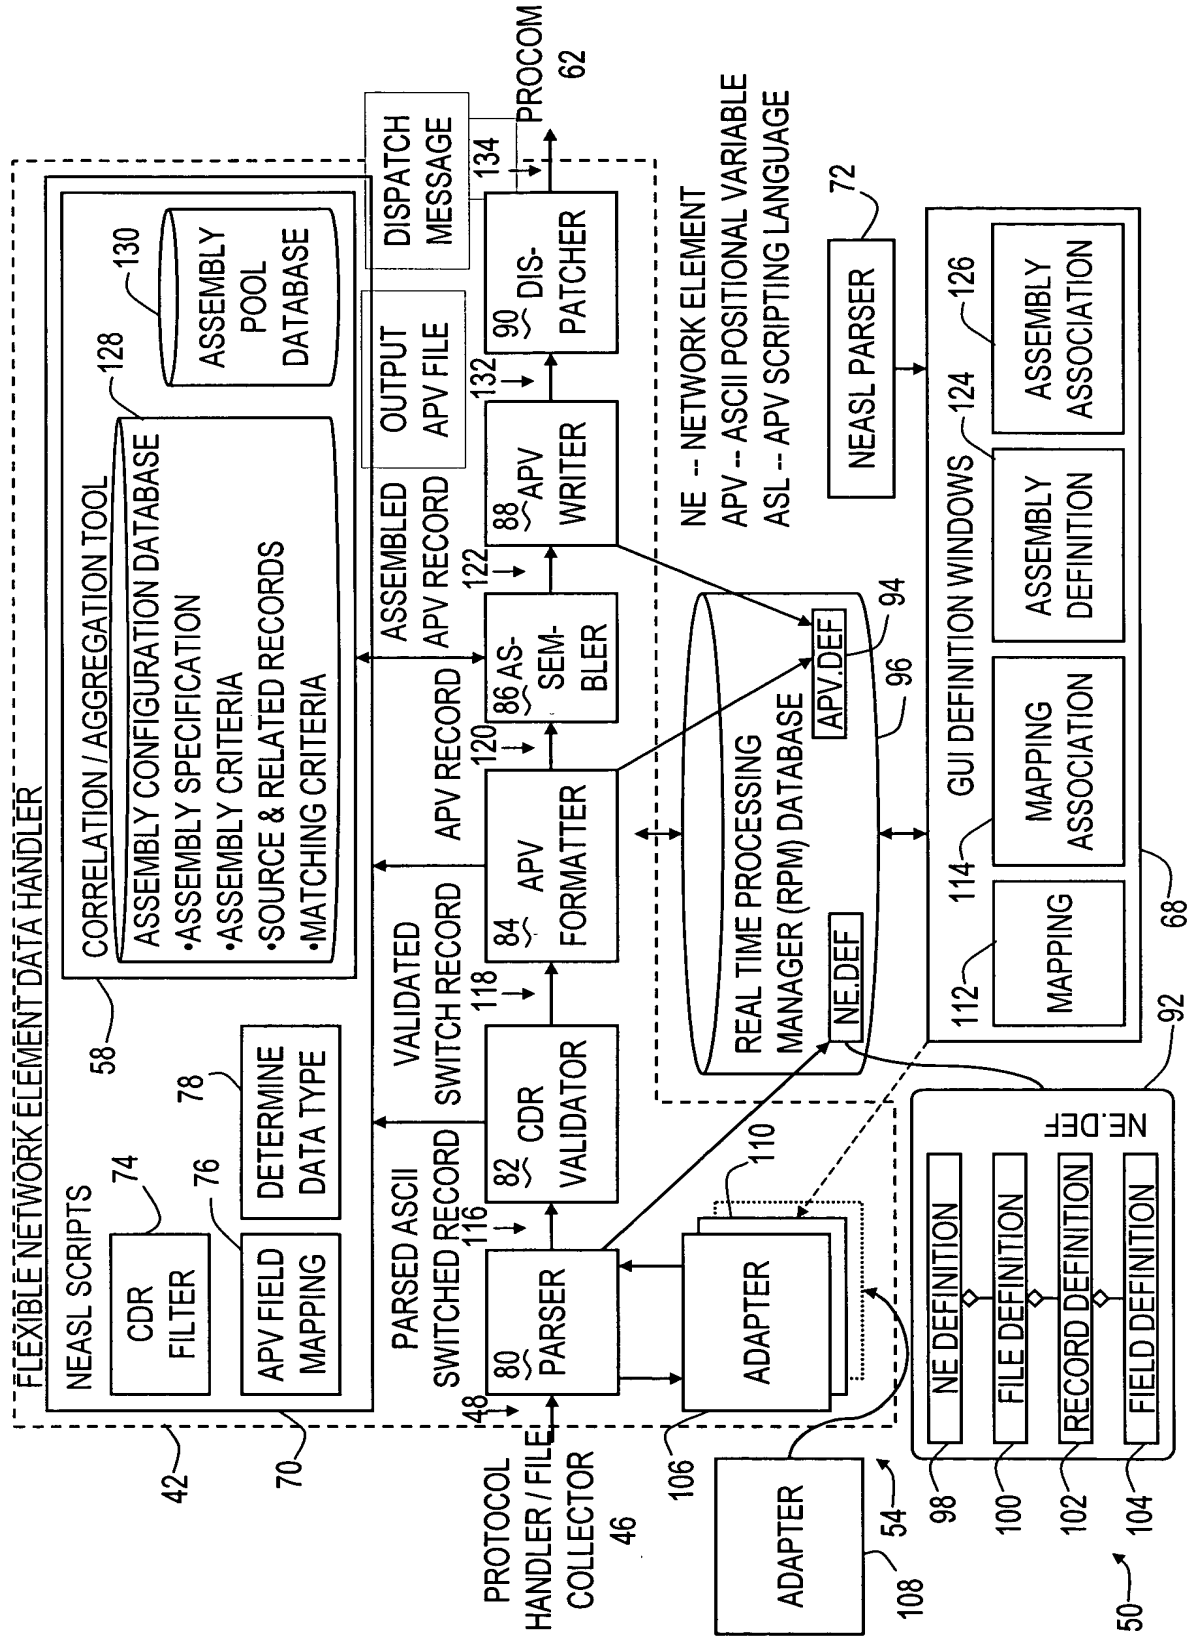 FLEXIBLE NETWORK ELEMENT DATA HANDLER
42
70
NEASL SCRIPTS
74
CDR
FILTER
76
APV FIELD
MAPPING
78
DETERMINE
DATA TYPE
58
CORRELATION / AGGREGATION TOOL
128
ASSEMBLY CONFIGURATION DATABASE
•ASSEMBLY SPECIFICATION
•ASSEMBLY CRITERIA
•SOURCE & RELATED RECORDS
•MATCHING CRITERIA
130
ASSEMBLY
POOL
DATABASE
PROTOCOL
HANDLER / FILE
COLLECTOR
46
48
80
PARSER
PARSED ASCII
SWITCHED RECORD
116
82 CDR
VALIDATOR
VALIDATED
SWITCH RECORD
118
84 APV
FORMATTER
APV RECORD
120
86 AS-
SEM-
BLER
ASSEMBLED
APV RECORD
122
88 APV
WRITER
OUTPUT
APV FILE
132
90 DIS-
PATCHER
DISPATCH
MESSAGE
134
PROCOM
62
106
ADAPTER
110
ADAPTER
108
54
REAL TIME PROCESSING
MANAGER (RPM) DATABASE
NE.DEF
APV.DEF
94
96
NE -- NETWORK ELEMENT
APV -- ASCII POSITIONAL VARIABLE
ASL -- APV SCRIPTING LANGUAGE
NEASL PARSER
72
GUI DEFINITION WINDOWS
112
MAPPING
114
MAPPING
ASSOCIATION
124
ASSEMBLY
DEFINITION
126
ASSEMBLY
ASSOCIATION
68
92
NE.DEF
98
NE DEFINITION
100
FILE DEFINITION
102
RECORD DEFINITION
104
FIELD DEFINITION
50